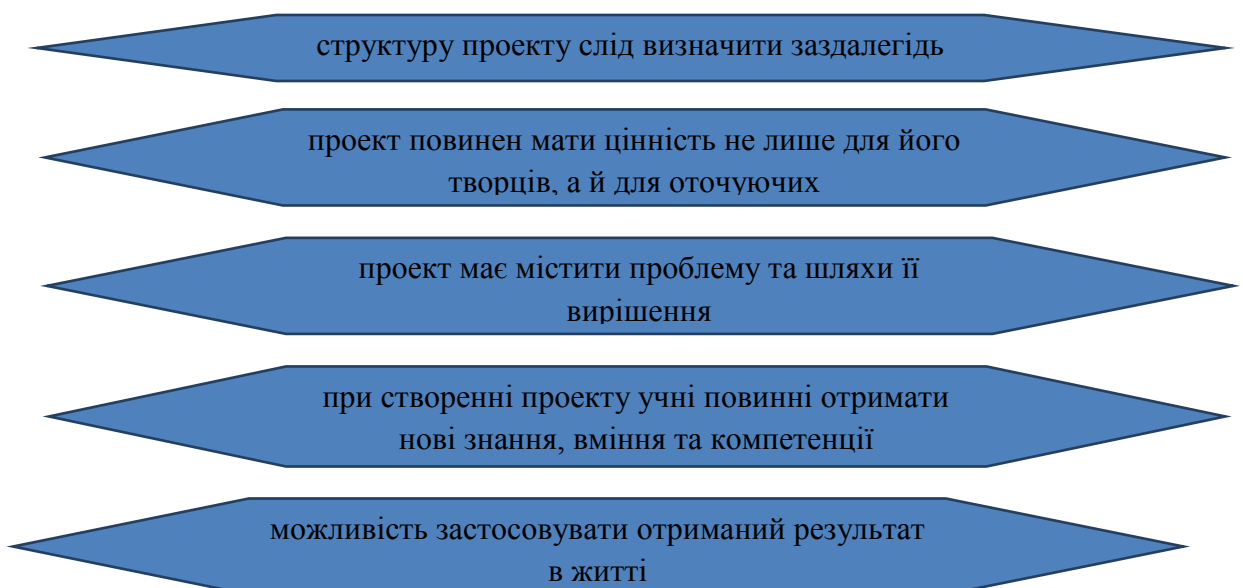 структуру проекту слід визначити заздалегідь
проект повинен мати цінність не лише для його
творців, а й для оточуючих
проект має містити проблему та шляхи її
вирішення
при створенні проекту учні повинні отримати
нові знання, вміння та компетенції
можливість застосовувати отриманий результат
в житті